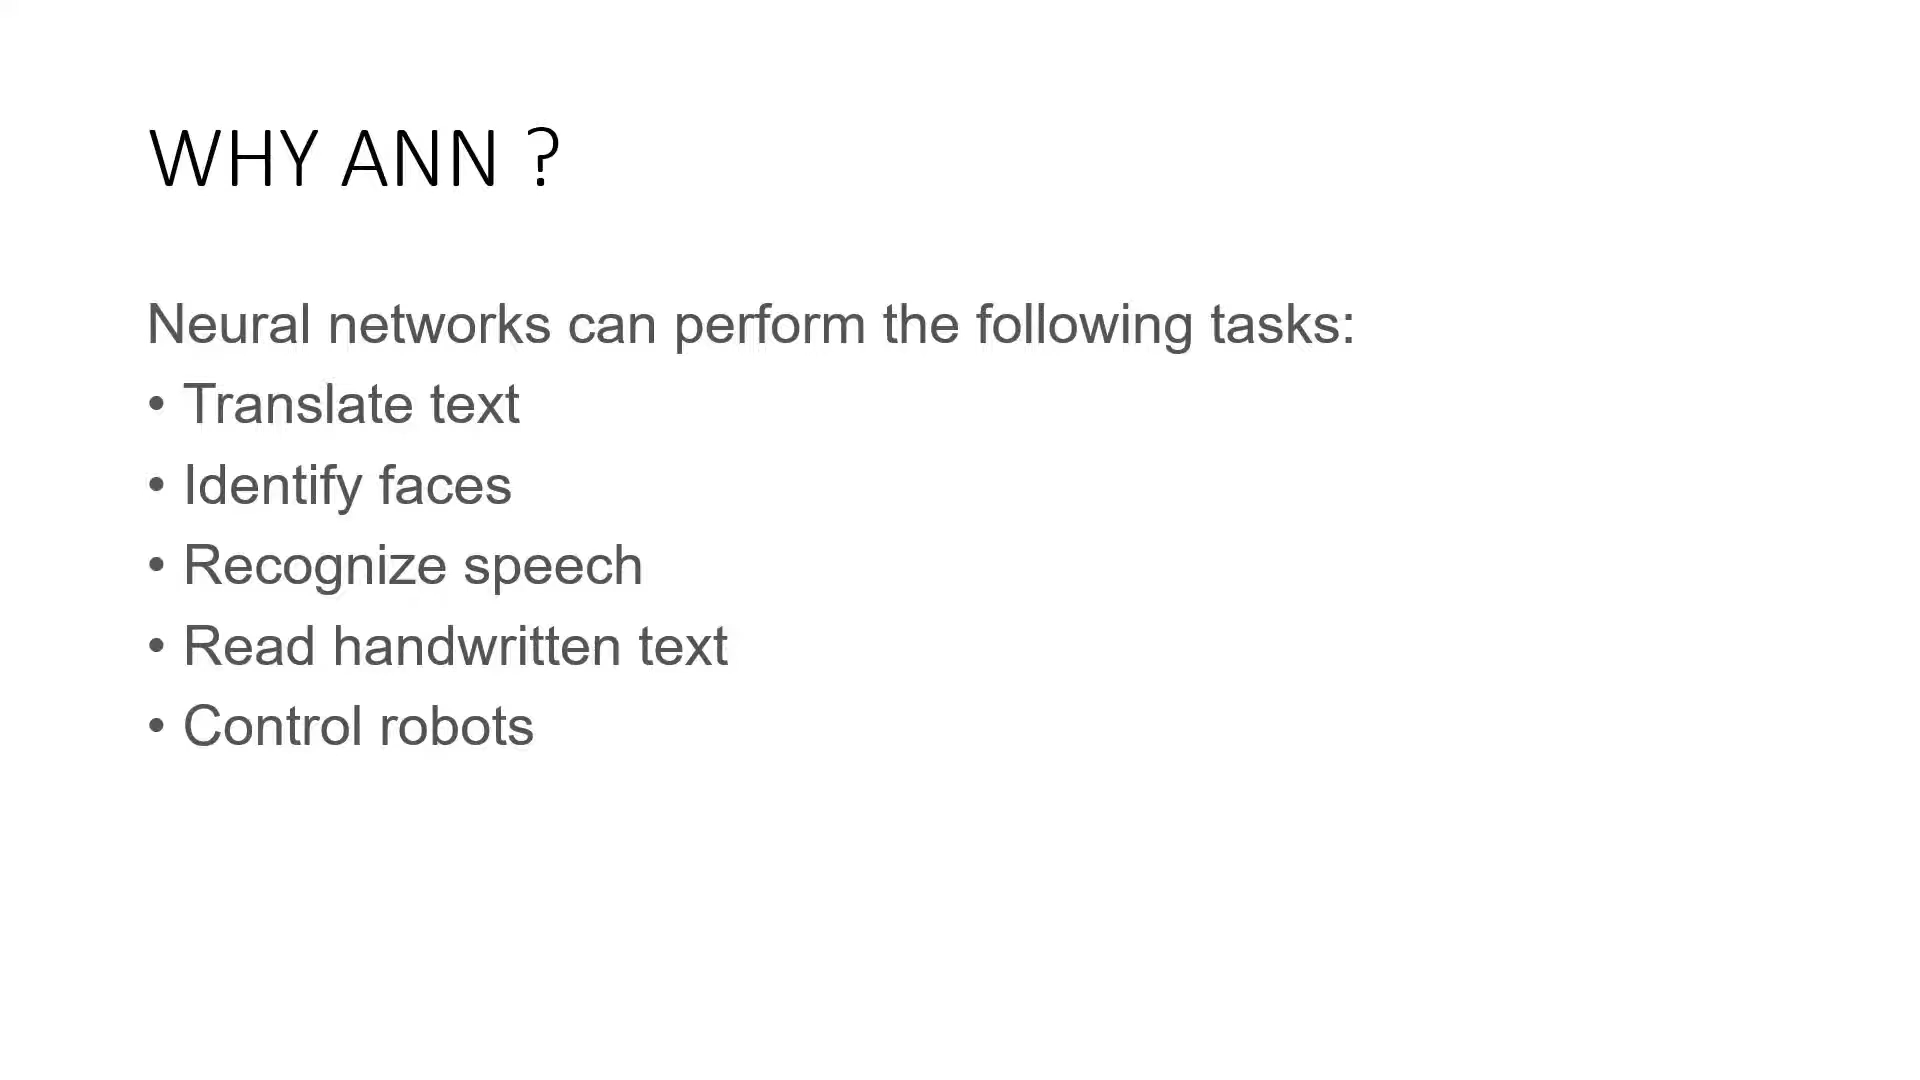 WHY ANN ?
Neural networks can perform the following tasks:
• Translate text
• Identify faces
• Recognize speech
• Read handwritten text
• Control robots